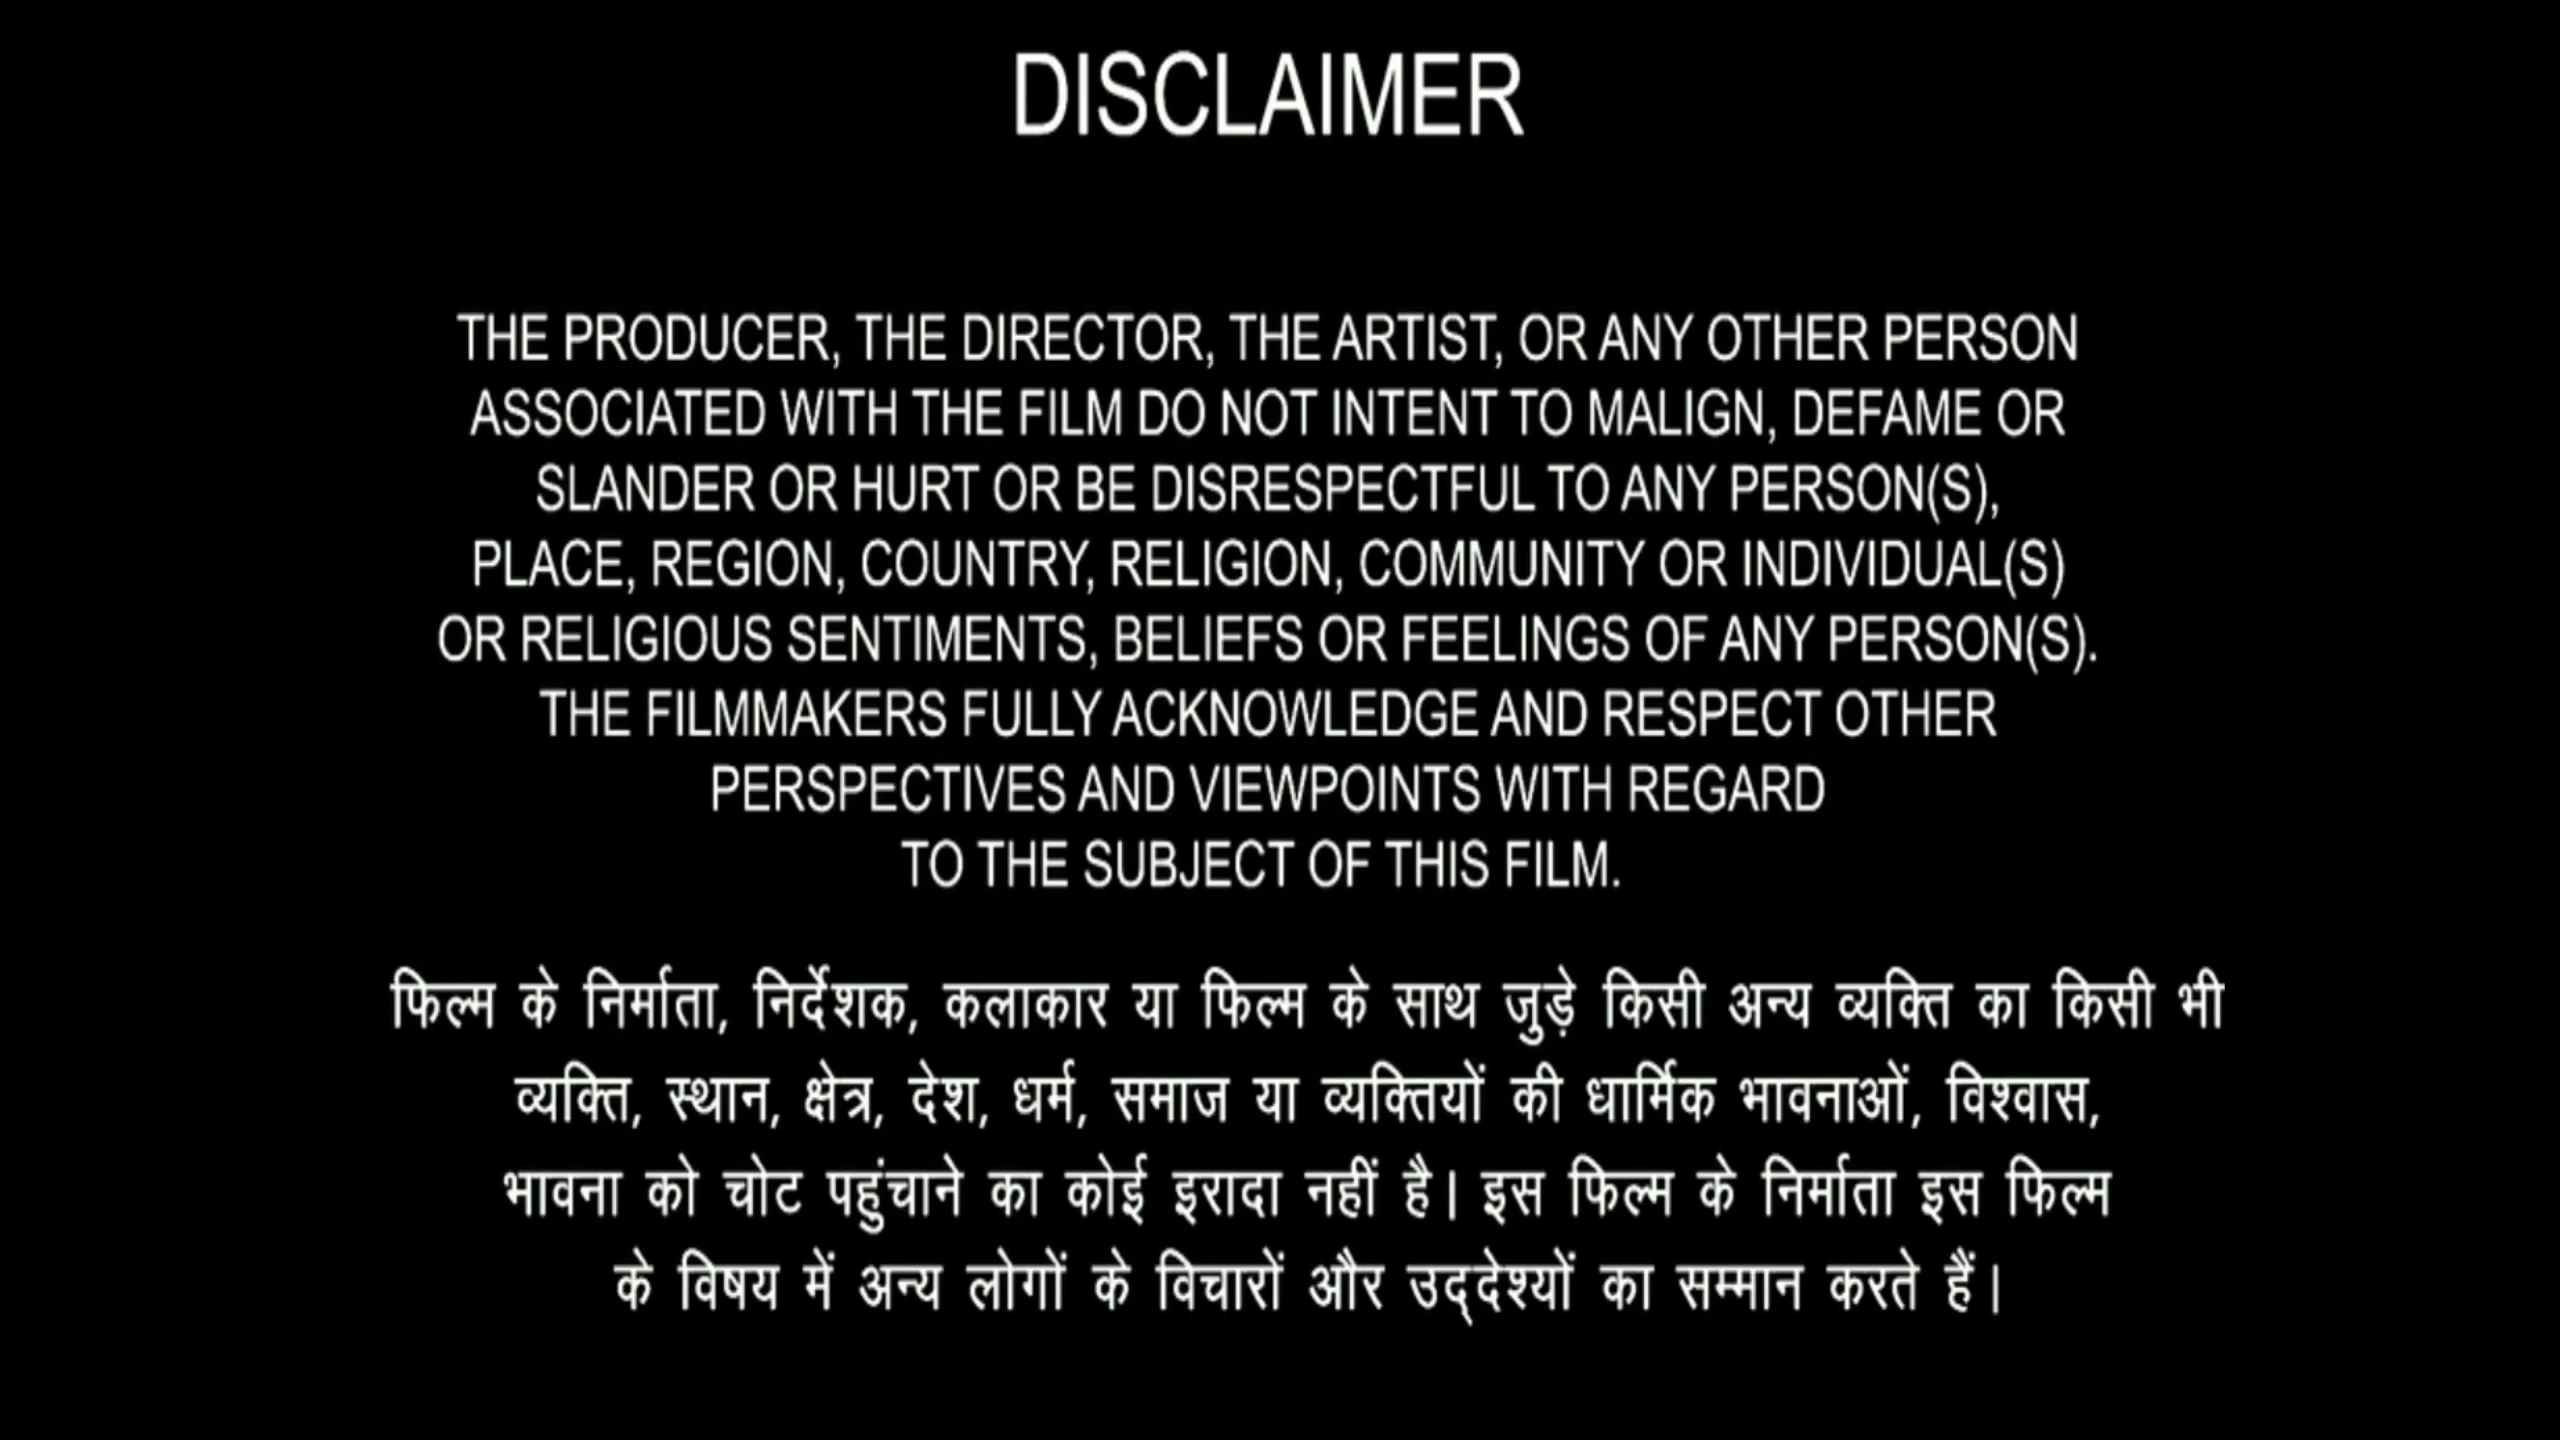 DISCLAIMER
THE PRODUCER, THE DIRECTOR, THE ARTIST, OR ANY OTHER PERSON
ASSOCIATED WITH THE FILM DO NOT INTENT TO MALIGN, DEFAME OR
SLANDER OR HURT OR BE DISRESPECTFUL TO ANY PERSON(S),
PLACE, REGION, COUNTRY, RELIGION, COMMUNITY OR INDIVIDUAL(S)
OR RELIGIOUS SENTIMENTS, BELIEFS OR FEELINGS OF ANY PERSON(S).
THE FILMMAKERS FULLY ACKNOWLEDGE AND RESPECT OTHER
PERSPECTIVES AND VIEWPOINTS WITH REGARD
TO THE SUBJECT OF THIS FILM.
फिल्म के निर्माता, निर्देशक, कलाकार या फिल्म के साथ जुड़े किसी अन्य व्यक्ति का किसी भी
व्यक्ति, स्थान, क्षेत्र, देश, धर्म, समाज या व्यक्तियों की धार्मिक भावनाओं, विश्वास,
भावना को चोट पहुंचाने का कोई इरादा नहीं है। इस फिल्म के निर्माता इस फिल्म
के विषय में अन्य लोगों के विचारों और उद्देश्यों का सम्मान करते हैं।